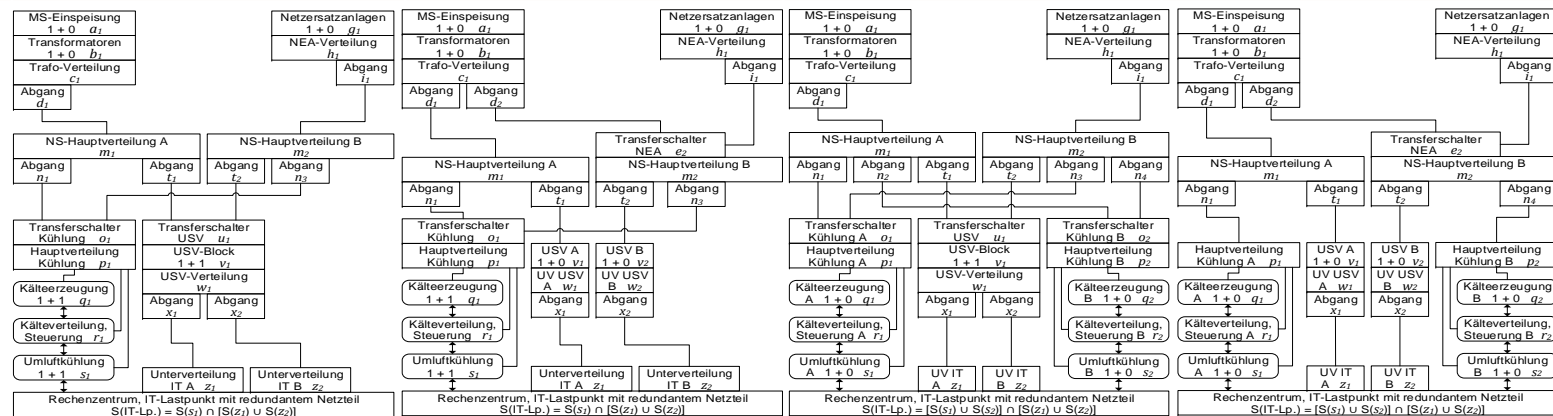 MS-Einspeisung
1+0 a₁
Transformatoren
1+0 b₁
Trafo-Verteilung
c₁
Abgang
d₁
Netzersatzanlagen
1+0 g₁
NEA-Verteilung
h₁
Abgang
i₁
NS-Hauptverteilung A
m₁
NS-Hauptverteilung B
m₂
Abgang
n₁
Abgang
t₁
Abgang
t₂
Abgang
n₃
Transferschalter
Kühlung o₁
Hauptverteilung
Kühlung p₁
Transferschalter
USV u₁
USV-Block
1+1 v₁
USV-Verteilung
w₁
Abgang
x₁
Abgang
x₂
Kälteerzeugung
1+1 q₁
Kälteverteilung,
Steuerung r₁
Umluftkühlung
1+1 s₁
Unterverteilung
IT A z₁
Unterverteilung
IT B z₂
Rechenzentrum, IT-Lastpunkt mit redundantem Netzteil
S(IT-Lp.) = S(s₁) ∩ [S(z₁) ∪ S(z₂)]
MS-Einspeisung
1+0 a₁
Transformatoren
1+0 b₁
Trafo-Verteilung
c₁
Abgang
d₁
Abgang
d₂
Netzersatzanlagen
1+0 g₁
NEA-Verteilung
h₁
Abgang
i₁
Transferschalter
NEA e₂
NS-Hauptverteilung A
m₁
NS-Hauptverteilung B
m₂
Abgang
n₁
Abgang
t₁
Abgang
t₂
Abgang
n₃
Transferschalter
Kühlung o₁
Hauptverteilung
Kühlung p₁
USV A
1+0 v₁
UV USV
A w₁
Abgang
x₁
USV B
1+0 v₂
UV USV
B w₂
Abgang
x₂
Kälteerzeugung
1+1 q₁
Kälteverteilung,
Steuerung r₁
Umluftkühlung
1+1 s₁
Unterverteilung
IT A z₁
Unterverteilung
IT B z₂
Rechenzentrum, IT-Lastpunkt mit redundantem Netzteil
S(IT-Lp.) = S(s₁) ∩ [S(z₁) ∪ S(z₂)]
MS-Einspeisung
1+0 a₁
Transformatoren
1+0 b₁
Trafo-Verteilung
c₁
Abgang
d₁
Netzersatzanlagen
1+0 g₁
NEA-Verteilung
h₁
Abgang
i₁
NS-Hauptverteilung A
m₁
NS-Hauptverteilung B
m₂
Abgang
n₁
Abgang
n₂
Abgang
t₁
Abgang
t₂
Abgang
n₃
Abgang
n₄
Transferschalter
Kühlung A o₁
Hauptverteilung
Kühlung A p₁
Transferschalter
USV u₁
USV-Block
1+1 v₁
USV-Verteilung
w₁
Abgang
x₁
Abgang
x₂
Transferschalter
Kühlung B o₂
Hauptverteilung
Kühlung B p₂
Kälteerzeugung
A 1+0 q₁
Kälteverteilung,
Steuerung A r₁
Umluftkühlung
A 1+0 s₁
Kälteerzeugung
B 1+0 q₂
Kälteverteilung,
Steuerung B r₂
Umluftkühlung
B 1+0 s₂
UV IT
A z₁
UV IT
B z₂
Rechenzentrum, IT-Lastpunkt mit redundantem Netzteil
S(IT-Lp.) = [S(s₁) ∪ S(s₂)] ∩ [S(z₁) ∪ S(z₂)]
MS-Einspeisung
1+0 a₁
Transformatoren
1+0 b₁
Trafo-Verteilung
c₁
Abgang
d₁
Abgang
d₂
Netzersatzanlagen
1+0 g₁
NEA-Verteilung
h₁
Abgang
i₁
Transferschalter
NEA e₂
NS-Hauptverteilung A
m₁
NS-Hauptverteilung B
m₂
Abgang
n₁
Abgang
t₁
Abgang
t₂
Abgang
n₄
Hauptverteilung
Kühlung A p₁
USV A
1+0 v₁
UV USV
A w₁
Abgang
x₁
USV B
1+0 v₂
UV USV
B w₂
Abgang
x₂
Hauptverteilung
Kühlung B p₂
Kälteerzeugung
A 1+0 q₁
Kälteverteilung,
Steuerung A r₁
Umluftkühlung
A 1+0 s₁
Kälteerzeugung
B 1+0 q₂
Kälteverteilung,
Steuerung B r₂
Umluftkühlung
B 1+0 s₂
UV IT
A z₁
UV IT
B z₂
Rechenzentrum, IT-Lastpunkt mit redundantem Netzteil
S(IT-Lp.) = [S(s₁) ∪ S(s₂)] ∩ [S(z₁) ∪ S(z₂)]